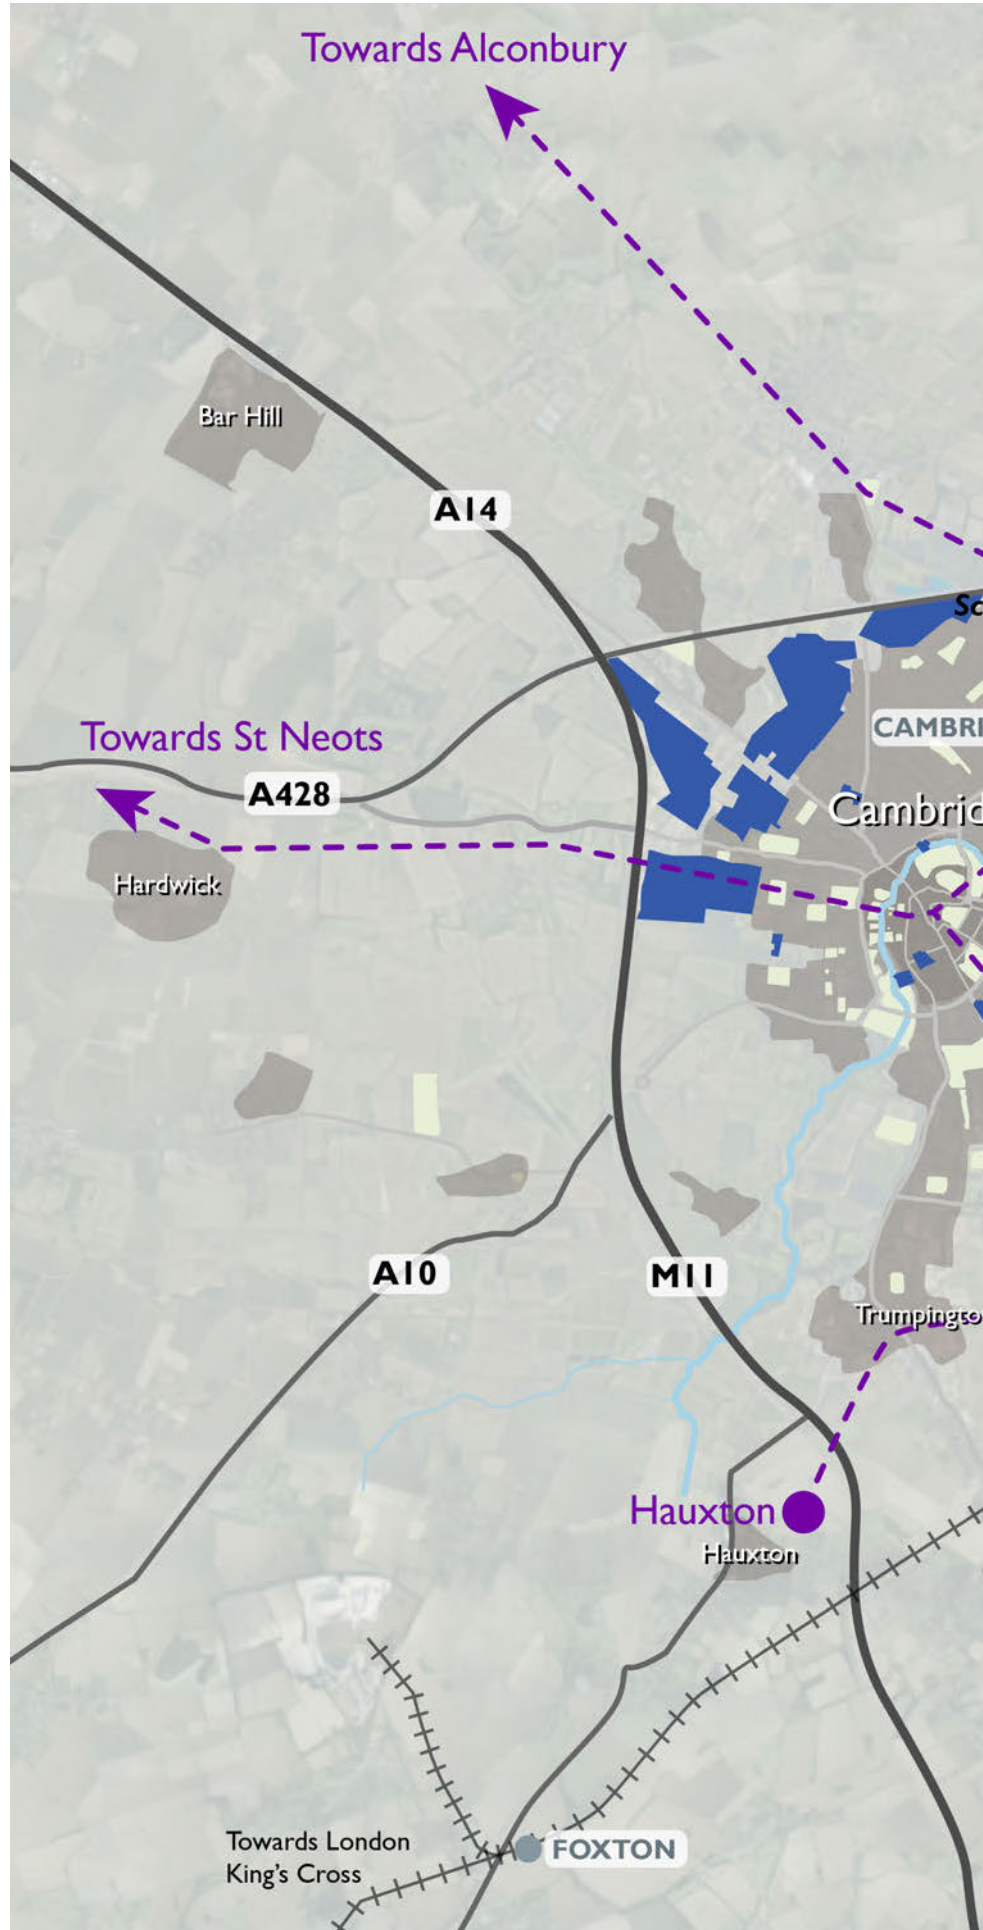 Towards Alconbury
Bar Hill
A14
Sc
CAMBRI
Towards St Neots
A428
Cambrid
Hardwick
A10
M11
Trumpingto
Hauxton
Hauxton
Towards London
King's Cross
FOXTON